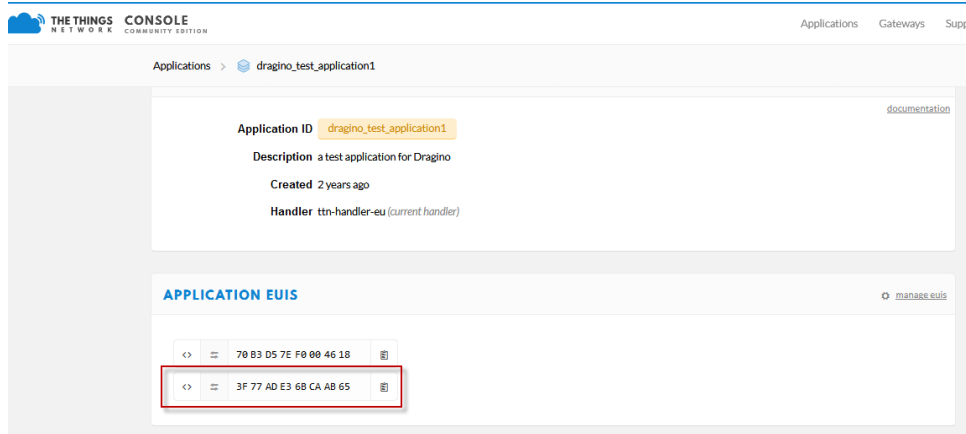 THE THINGS CONSOLE
NETWORK COMMUNITY EDITION
Applications Gateways Supp
Applications > dragino_test_application1
documentation
Application ID dragino_test_application1
Description a test application for Dragino
Created 2 years ago
Handler ttn-handler-eu (current handler)
APPLICATION EUIS
manage euis
<> 70 B3 D5 7E F0 00 46 18
<> 3F 77 AD E3 6B CA AB 65